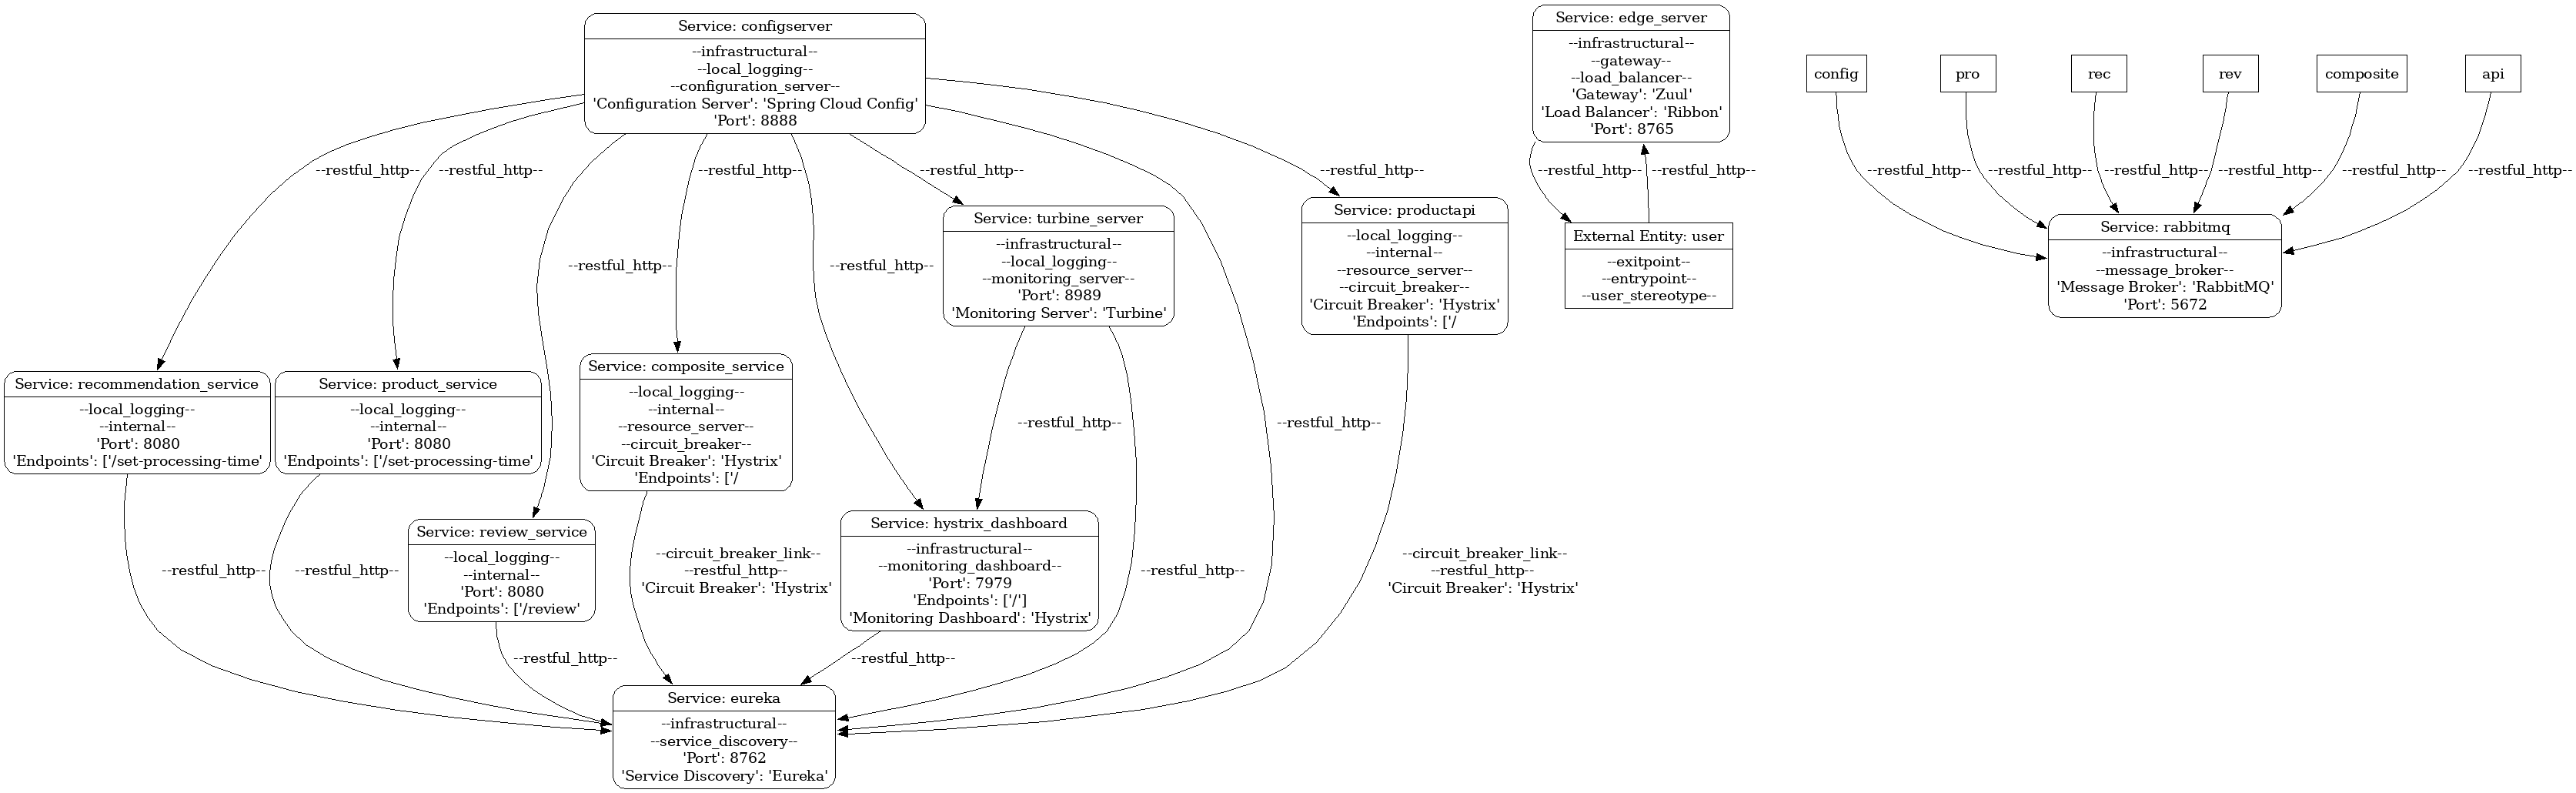 Service: configserver
--infrastructural--
--local_logging--
--configuration_server--
'Configuration Server': 'Spring Cloud Config'
'Port': 8888
Service: edge_server
--infrastructural--
--gateway--
--load_balancer--
'Gateway': 'Zuul'
'Load Balancer': 'Ribbon'
'Port': 8765
config
pro
rec
rev
composite
api
--restful_http--
--restful_http--
--restful_http--
--restful_http--
--restful_http--
--restful_http--
--restful_http--
--restful_http--
--restful_http--
--restful_http--
--restful_http--
--restful_http--
--restful_http--
Service: turbine_server
--infrastructural--
--local_logging--
--monitoring_server--
'Port': 8989
'Monitoring Server': 'Turbine'
Service: productapi
--local_logging--
--internal--
--resource_server--
--circuit_breaker--
'Circuit Breaker': 'Hystrix'
'Endpoints': ['/
External Entity: user
--exitpoint--
--entrypoint--
--user_stereotype--
Service: rabbitmq
--infrastructural--
--message_broker--
'Message Broker': 'RabbitMQ'
'Port': 5672
--restful_http--
--restful_http--
Service: recommendation_service
--local_logging--
--internal--
'Port': 8080
'Endpoints': ['/set-processing-time'
Service: product_service
--local_logging--
--internal--
'Port': 8080
'Endpoints': ['/set-processing-time'
Service: composite_service
--local_logging--
--internal--
--resource_server--
--circuit_breaker--
'Circuit Breaker': 'Hystrix'
'Endpoints': ['/
--restful_http--
--restful_http--
Service: review_service
--local_logging--
--internal--
'Port': 8080
'Endpoints': ['/review'
Service: hystrix_dashboard
--infrastructural--
--monitoring_dashboard--
'Port': 7979
'Endpoints': ['/']
'Monitoring Dashboard': 'Hystrix'
--restful_http--
--restful_http--
--circuit_breaker_link--
--restful_http--
'Circuit Breaker': 'Hystrix'
--restful_http--
--circuit_breaker_link--
--restful_http--
'Circuit Breaker': 'Hystrix'
--restful_http--
--restful_http--
Service: eureka
--infrastructural--
--service_discovery--
'Port': 8762
'Service Discovery': 'Eureka'